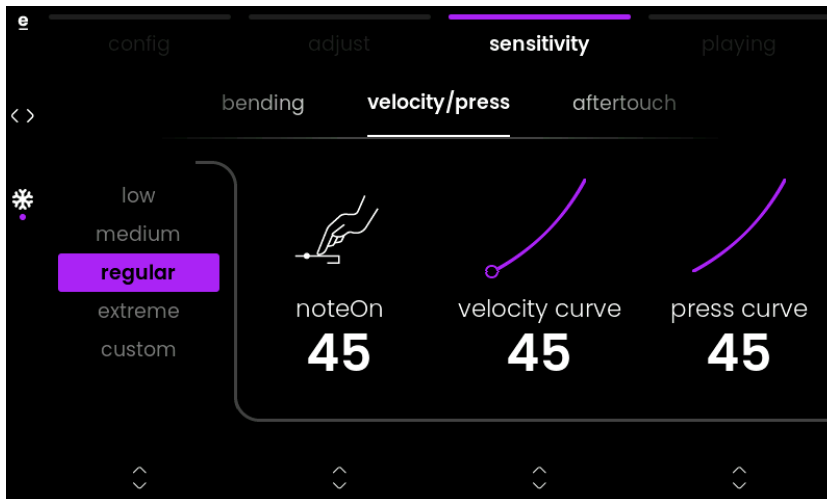 e
config adjust sensitivity playing
bending velocity/press aftertouch
low
medium
regular
extreme
custom
noteOn velocity curve press curve
45 45 45